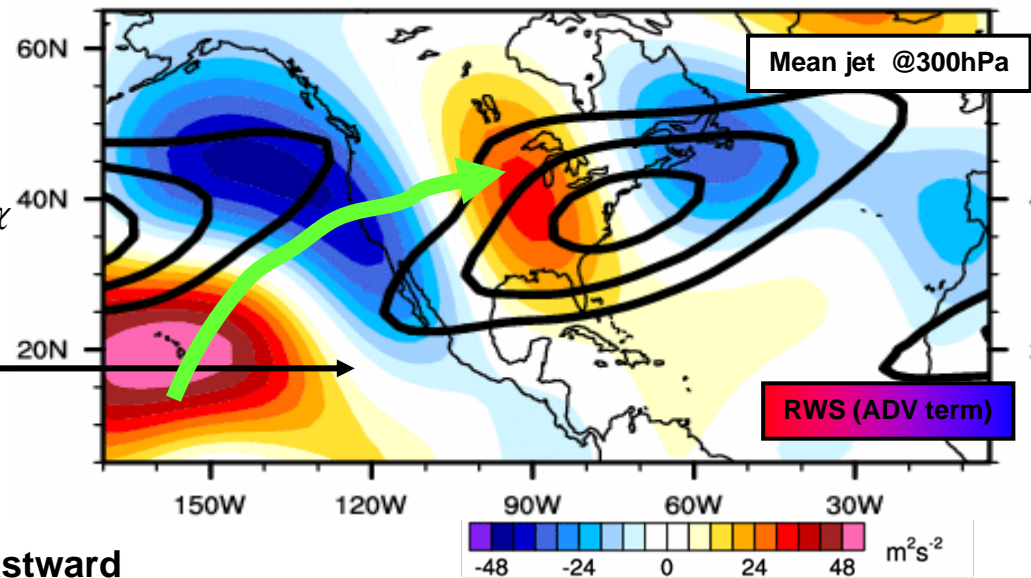 60N
Mean jet @300hPa
40N
χ
20N
RWS (ADV term)
150W 120W 90W 60W 30W
-48 -24 0 24 48 m²s⁻²